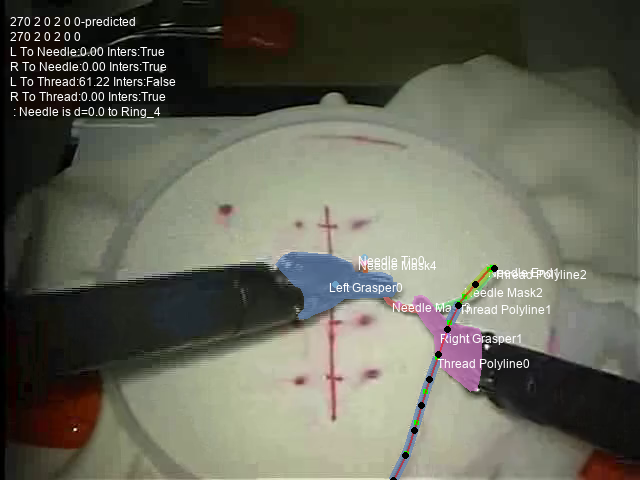 270 2 0 2 0 0-predicted
270 2 0 2 0 0
L To Needle:0.00 Inters:True
R To Needle:0.00 Inters:True
L To Thread:61.22 Inters:False
R To Thread:0.00 Inters:True
: Needle is d=0.0 to Ring_4
Needle Tip0
Needle Mask4
Thread Polyline2
Left Grasper0
Needle Mask2
Thread Polyline1
Right Grasper1
Thread Polyline0